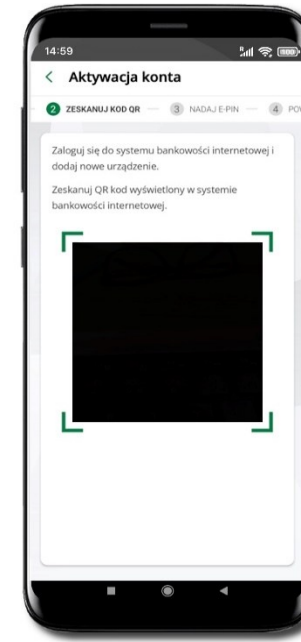 14:59
Aktywacja konta
2 ZESKANUJ KOD QR 3 NADAJ E-PIN 4
Zaloguj się do systemu bankowości internetowej i
dodaj nowe urządzenie.
Zeskanuj QR kod wyświetlony w systemie
bankowości internetowej.